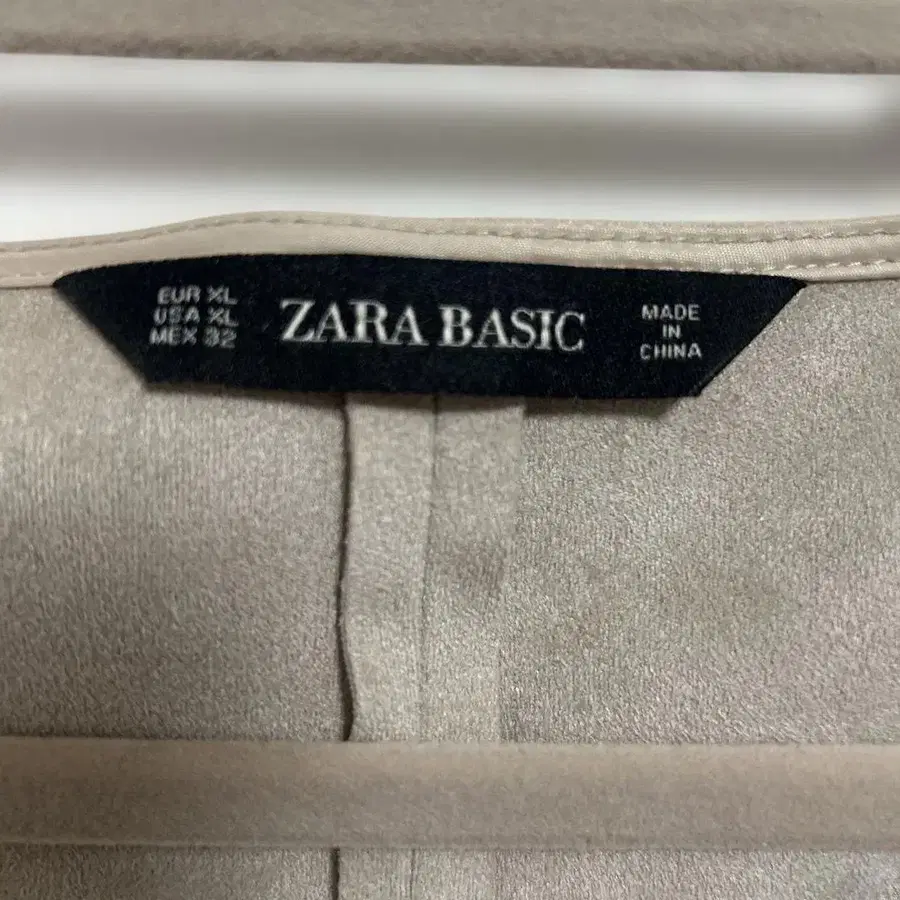 EUR XL
USA XL
MEX 32
ZARA BASIC
MADE
IN
CHINA